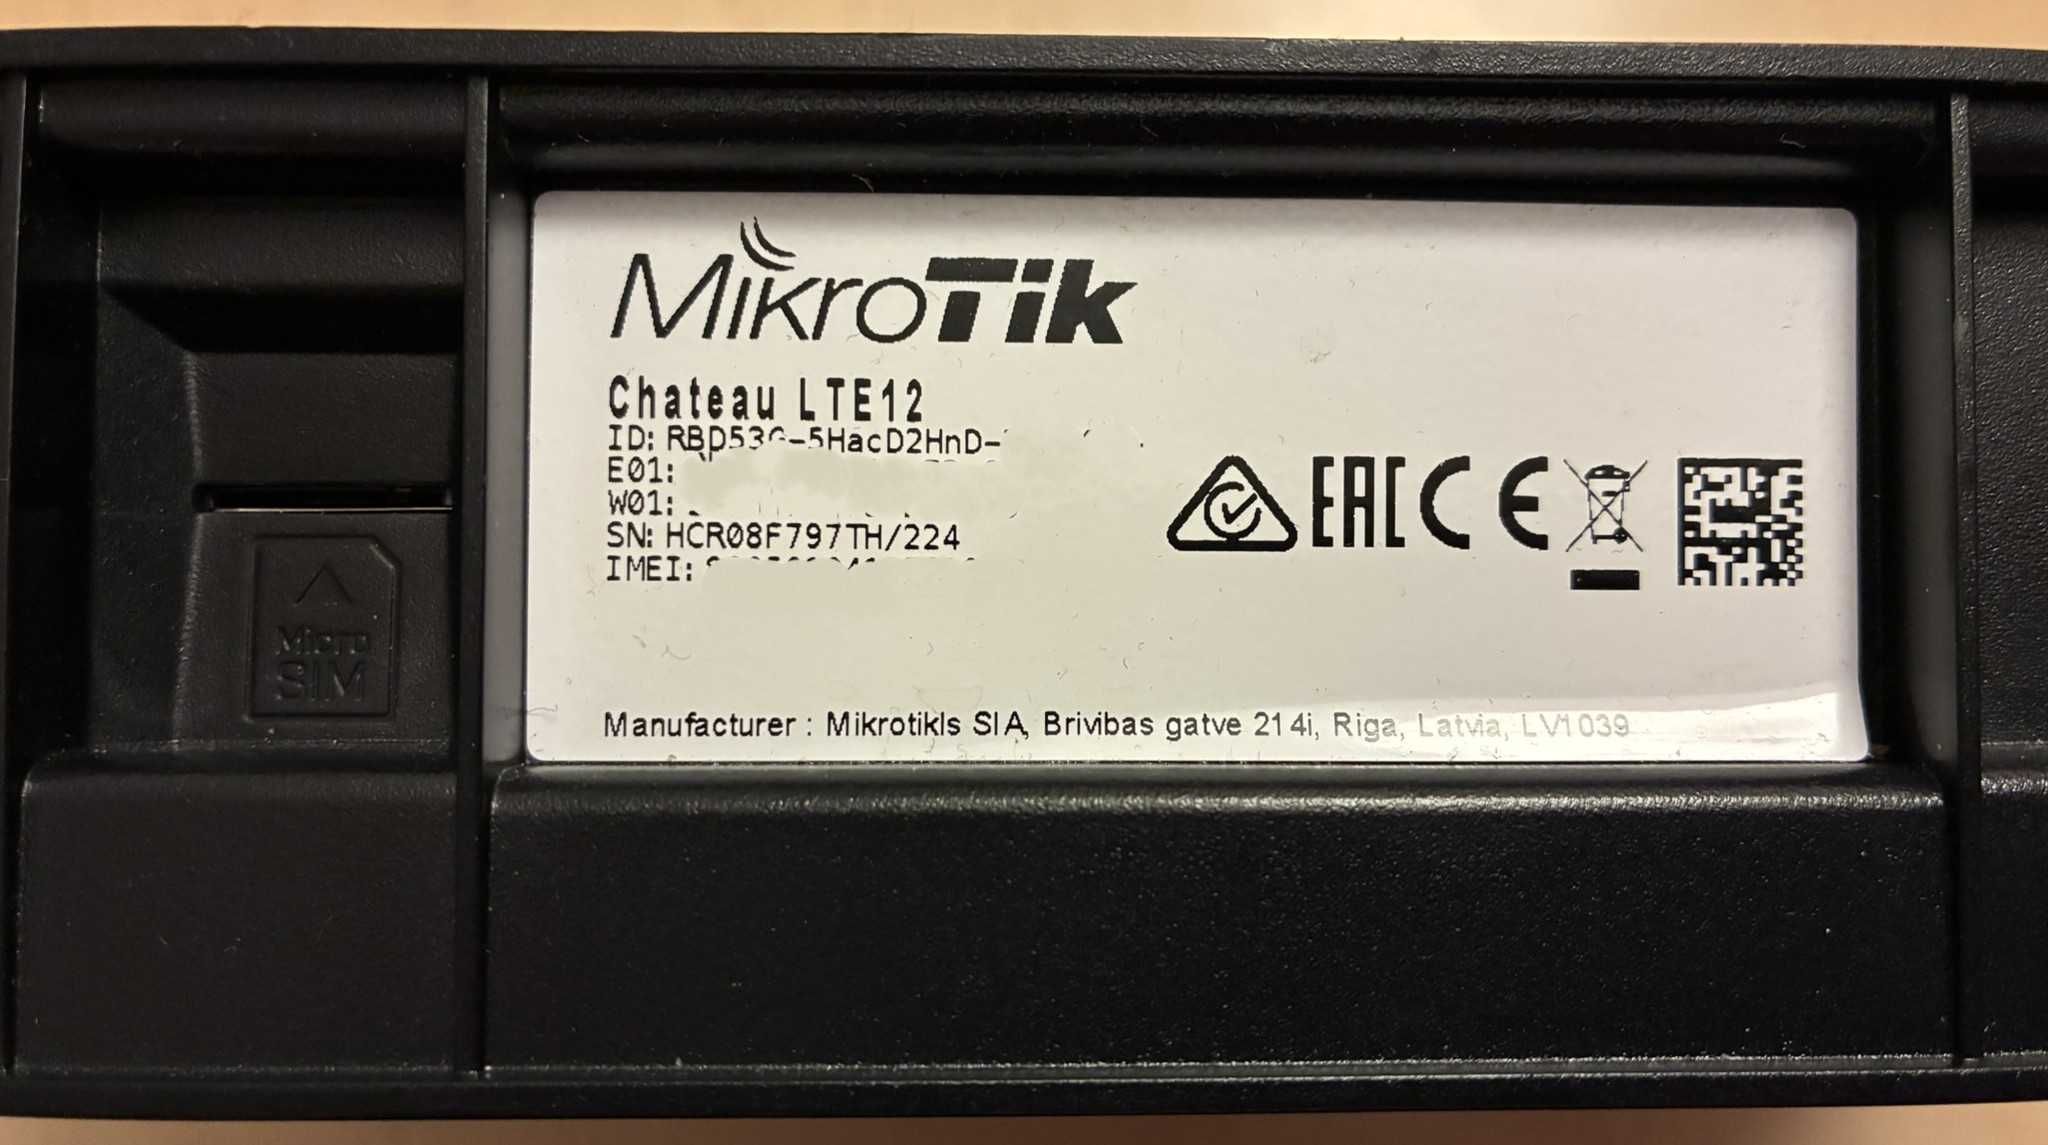 MikroTik
Chateau LTE12
ID: RBD53G-5HacD2HnD-
E01:
W01:
SN: HCR08F797TH/224
IMEI:
EAC CE
Micro
SIM
Manufacturer : Mikrotikls SIA, Brivibas gatve 214i, Riga, Latvia, LV1039